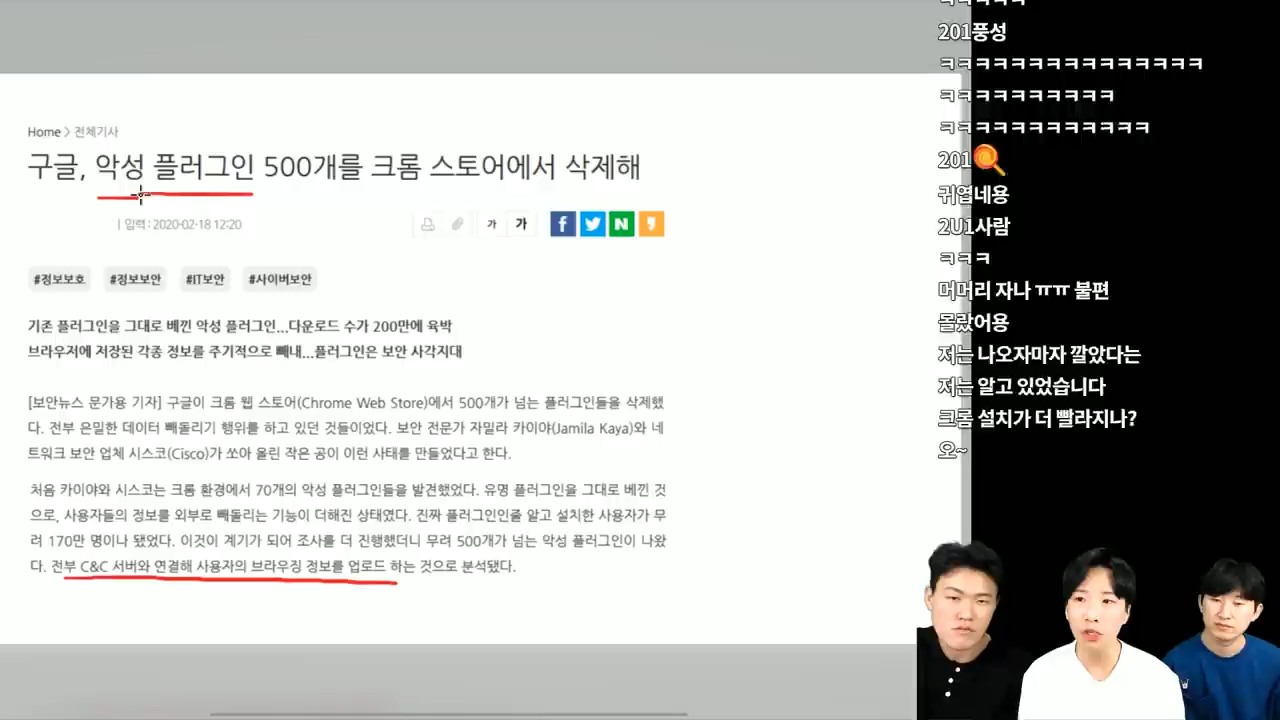 Home > 전체기사
구글, 악성 플러그인 500개를 크롬 스토어에서 삭제해
| 입력 : 2020-02-18 12:20
가 가 f N
#정보보호 #정보보안 #IT보안 #사이버보안
기존 플러그인을 그대로 베낀 악성 플러그인...다운로드 수가 200만에 육박
브라우저에 저장된 각종 정보를 주기적으로 빼내...플러그인은 보안 사각지대
[보안뉴스 문가용 기자] 구글이 크롬 웹 스토어(Chrome Web Store)에서 500개가 넘는 플러그인들을 삭제했
다. 전부 은밀한 데이터 빼돌리기 행위를 하고 있던 것들이었다. 보안 전문가 자밀라 카이야(Jamila Kaya)와 네
트워크 보안 업체 시스코(Cisco)가 쏘아 올린 작은 공이 이런 사태를 만들었다고 한다.
처음 카이야와 시스코는 크롬 환경에서 70개의 악성 플러그인들을 발견했었다. 유명 플러그인을 그대로 베낀 것
으로, 사용자들의 정보를 외부로 빼돌리는 기능이 더해진 상태였다. 진짜 플러그인인줄 알고 설치한 사용자가 무
려 170만 명이나 됐었다. 이것이 계기가 되어 조사를 더 진행했더니 무려 500개가 넘는 악성 플러그인이 나왔
다. 전부 C&C 서버와 연결해 사용자의 브라우징 정보를 업로드 하는 것으로 분석됐다.
201풍성
ㅋㅋㅋㅋㅋㅋㅋㅋㅋㅋㅋㅋㅋㅋㅋ
ㅋㅋㅋㅋㅋㅋㅋㅋㅋㅋ
ㅋㅋㅋㅋㅋㅋㅋㅋㅋㅋㅋㅋ
201
귀엽네용
2U1사람
ㅋㅋㅋ
머머리 자나 ㅠㅠ 불편
몰랐어용
저는 나오자마자 깔았다는
저는 알고 있었습니다
크롬 설치가 더 빨라지나?
오~